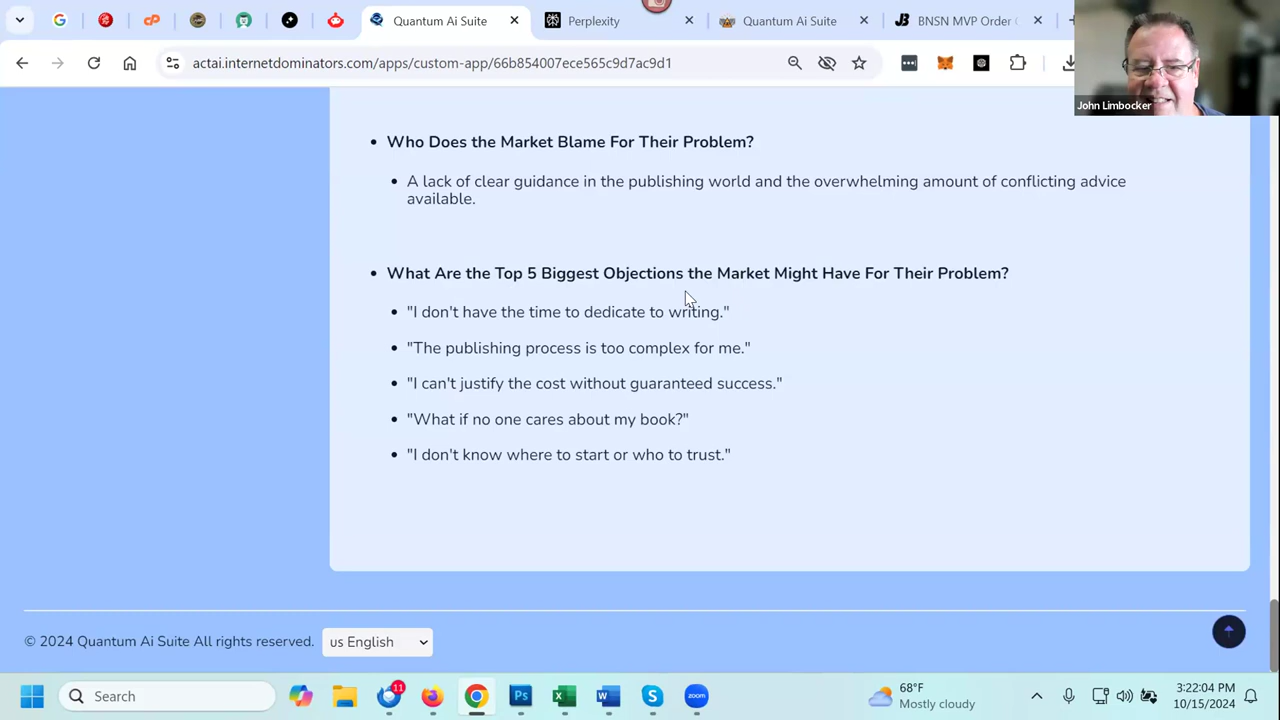 Quantum Ai Suite
Perplexity
Quantum Ai Suite
BNSN MVP Order
actai.internetdominators.com/apps/custom-app/66b854007ece565c9d7ac9d1
John Limbocker
Who Does the Market Blame For Their Problem?
A lack of clear guidance in the publishing world and the overwhelming amount of conflicting advice
available.
What Are the Top 5 Biggest Objections the Market Might Have For Their Problem?
"I don't have the time to dedicate to writing."
"The publishing process is too complex for me."
"I can't justify the cost without guaranteed success."
"What if no one cares about my book?"
"I don't know where to start or who to trust."
© 2024 Quantum Ai Suite All rights reserved.
us English
Search
11
68°F
Mostly cloudy
3:22:04 PM
10/15/2024